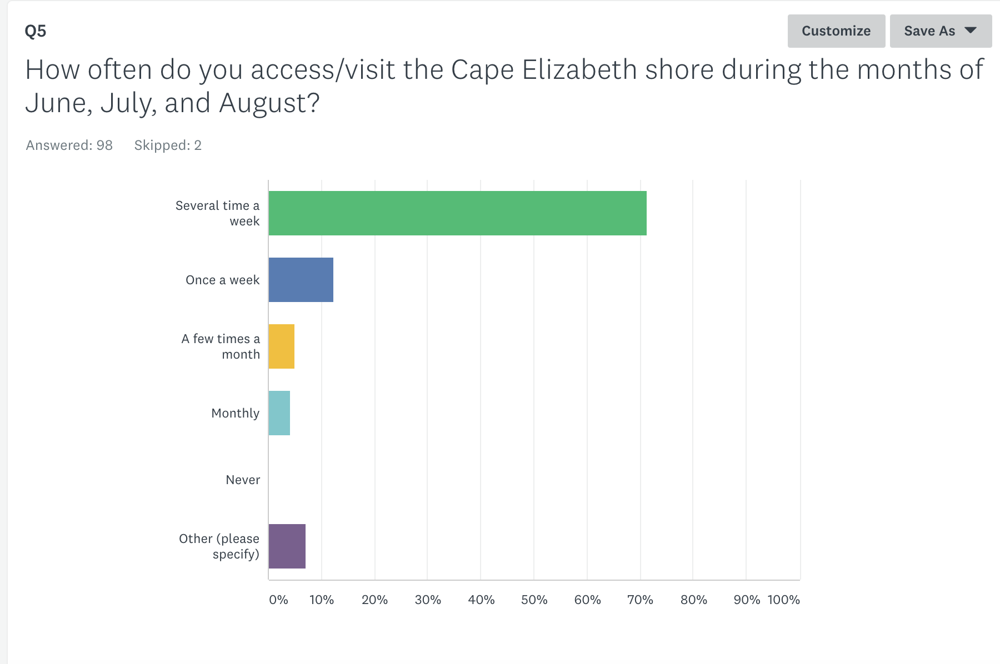 Q5
Customize
Save As
How often do you access/visit the Cape Elizabeth shore during the months of
June, July, and August?
Answered: 98 Skipped: 2
Several time a
week
Once a week
A few times a
month
Monthly
Never
Other (please
specify)
0% 10% 20% 30% 40% 50% 60% 70% 80% 90% 100%